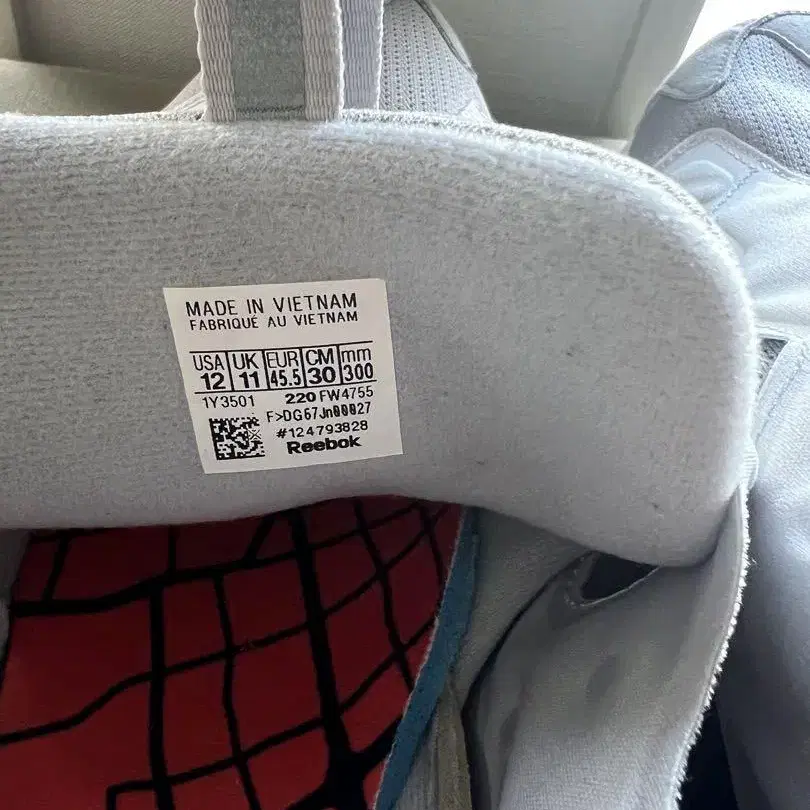 MADE IN VIETNAM
FABRIQUÉ AU VIETNAM
USA UK EUR CM mm
12 11 45.5 30 300
1Y3501 220 FW4755
F>DG67Jn00027
#124793828
Reebok